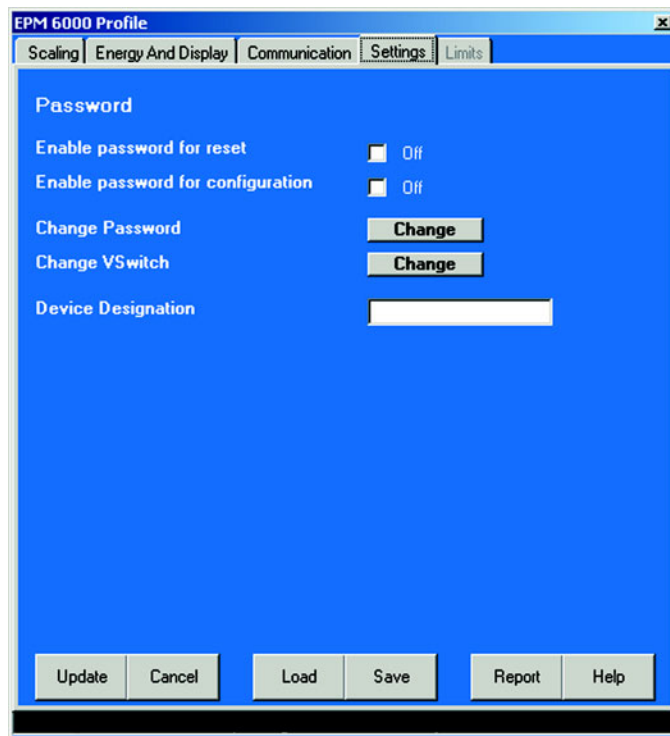 EPM 6000 Profile
x
Scaling Energy And Display Communication Settings Limits
Password
Enable password for reset Off
Enable password for configuration Off
Change Password Change
Change VSwitch Change
Device Designation
Update Cancel Load Save Report Help